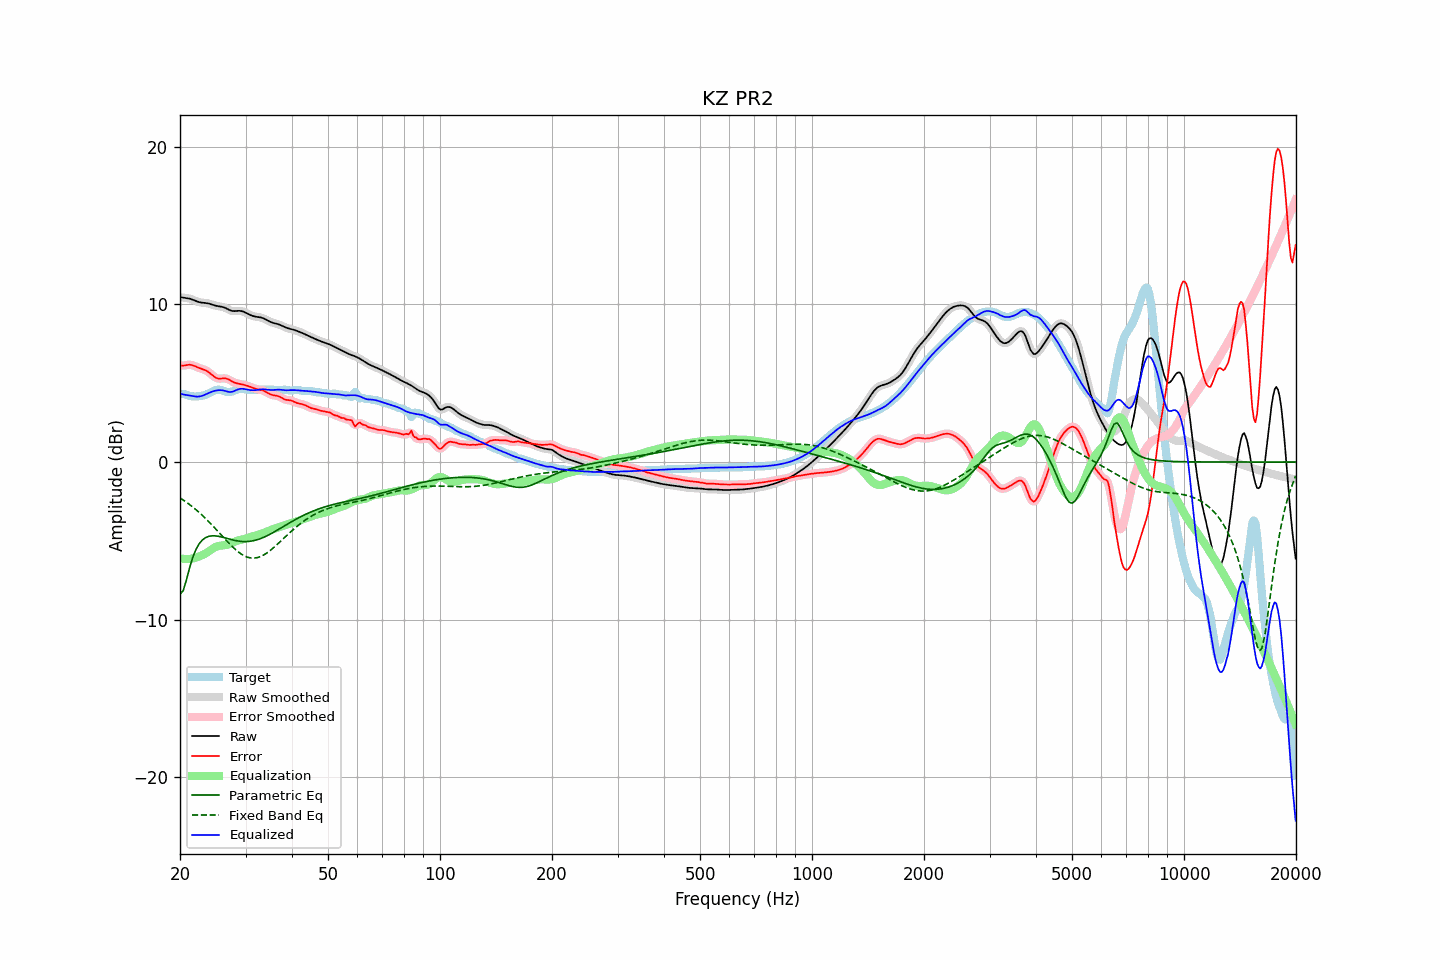 KZ PR2
Amplitude (dBr)
20
10
0
−10
−20
Target
Raw Smoothed
Error Smoothed
Raw
Error
Equalization
Parametric Eq
Fixed Band Eq
Equalized
20 50 100 200 500 1000 2000 5000 10000 20000
Frequency (Hz)